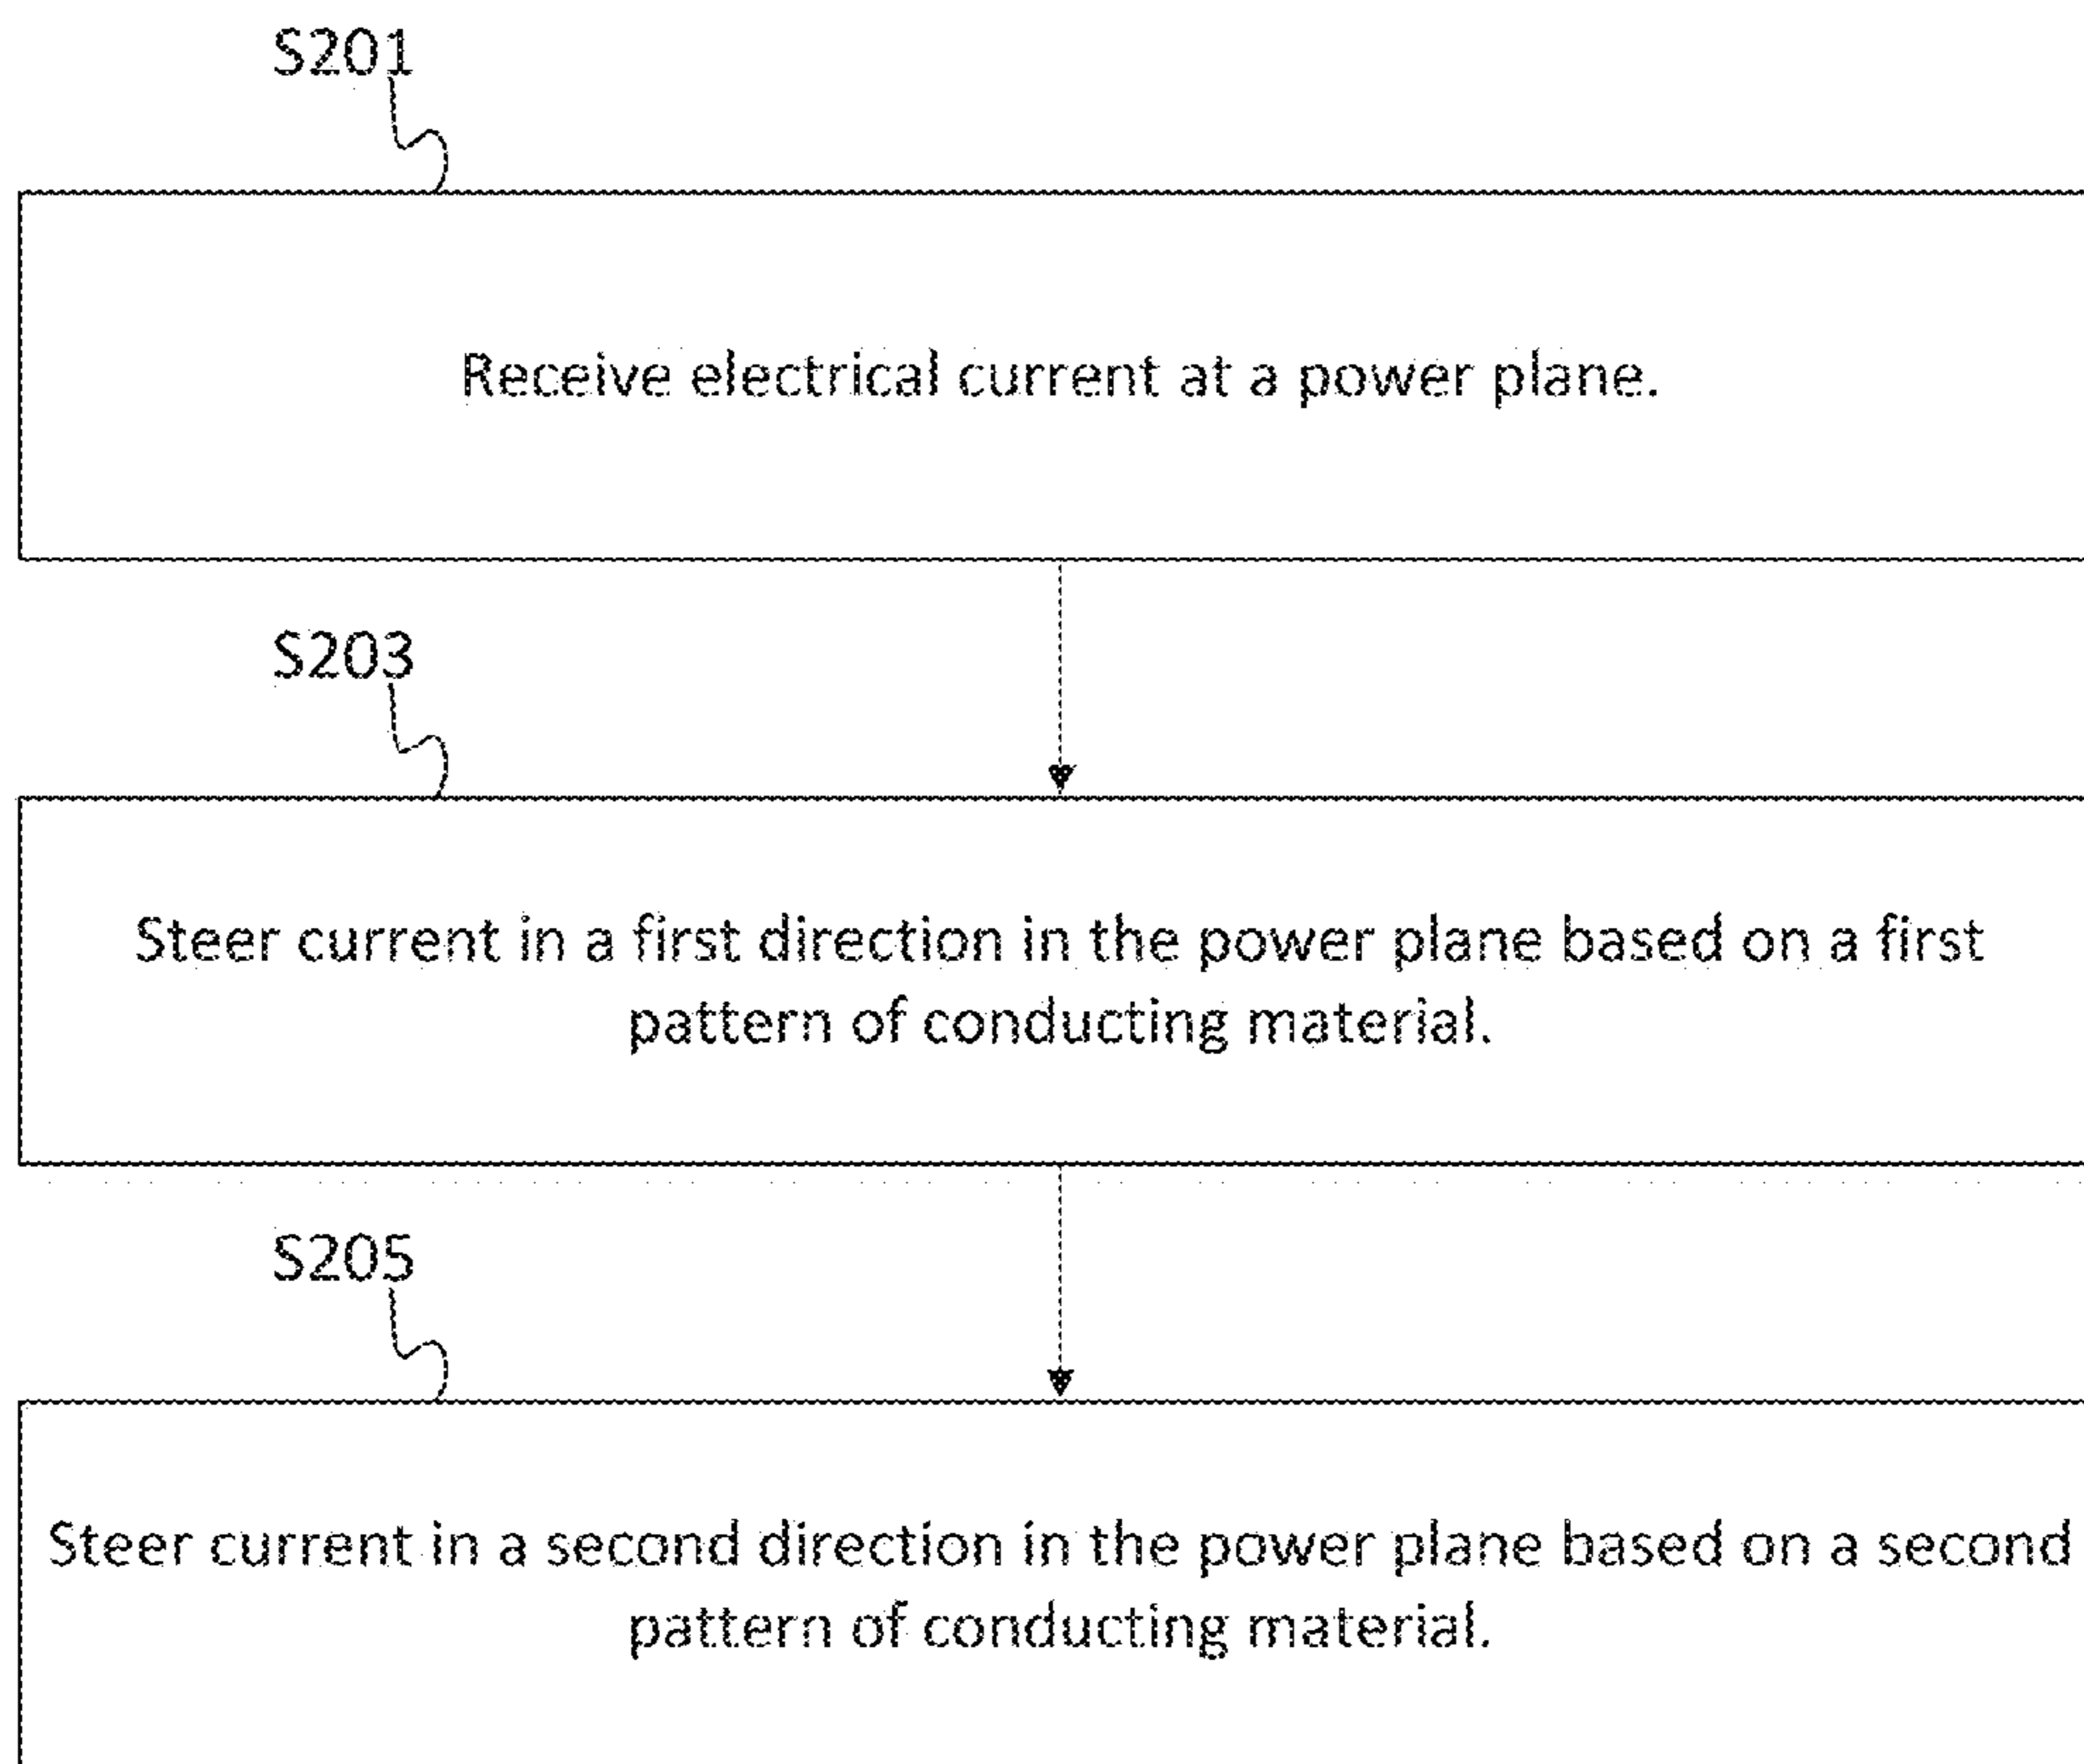 S201
Receive electrical current at a power plane.
S203
Steer current in a first direction in the power plane based on a first
pattern of conducting material.
S205
Steer current in a second direction in the power plane based on a second
pattern of conducting material.